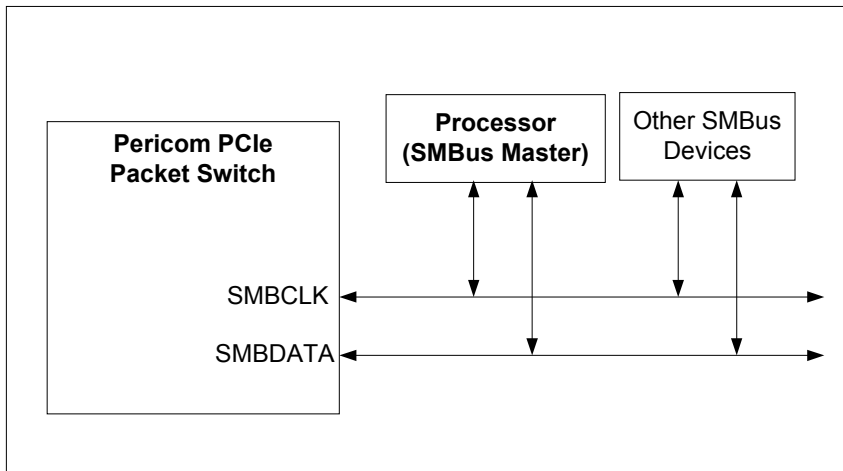 Pericom PCIe
Packet Switch
Processor
(SMBus Master)
Other SMBus
Devices
SMBCLK
SMBDATA